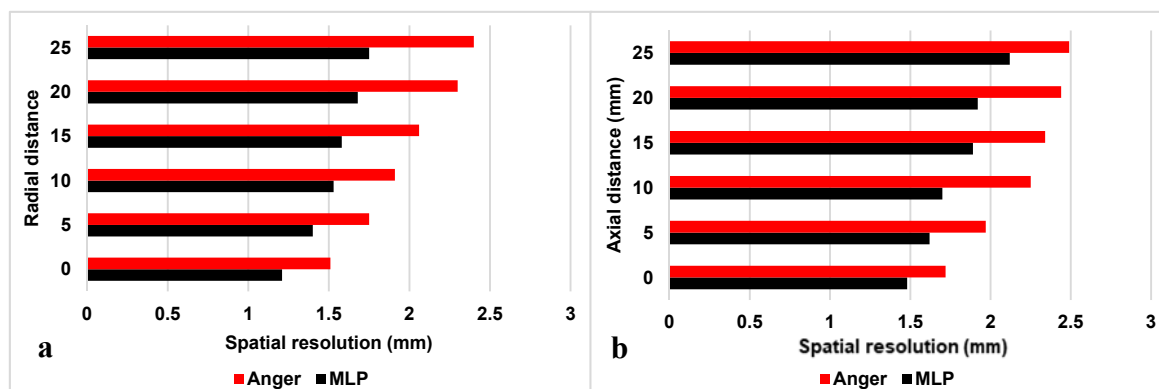 Radial distance
25
20
15
10
5
0
0 0.5 1 1.5 2 2.5 3
Spatial resolution (mm)
a
Anger MLP
Axial distance (mm)
25
20
15
10
5
0
0 0.5 1 1.5 2 2.5 3
Spatial resolution (mm)
b
Anger MLP